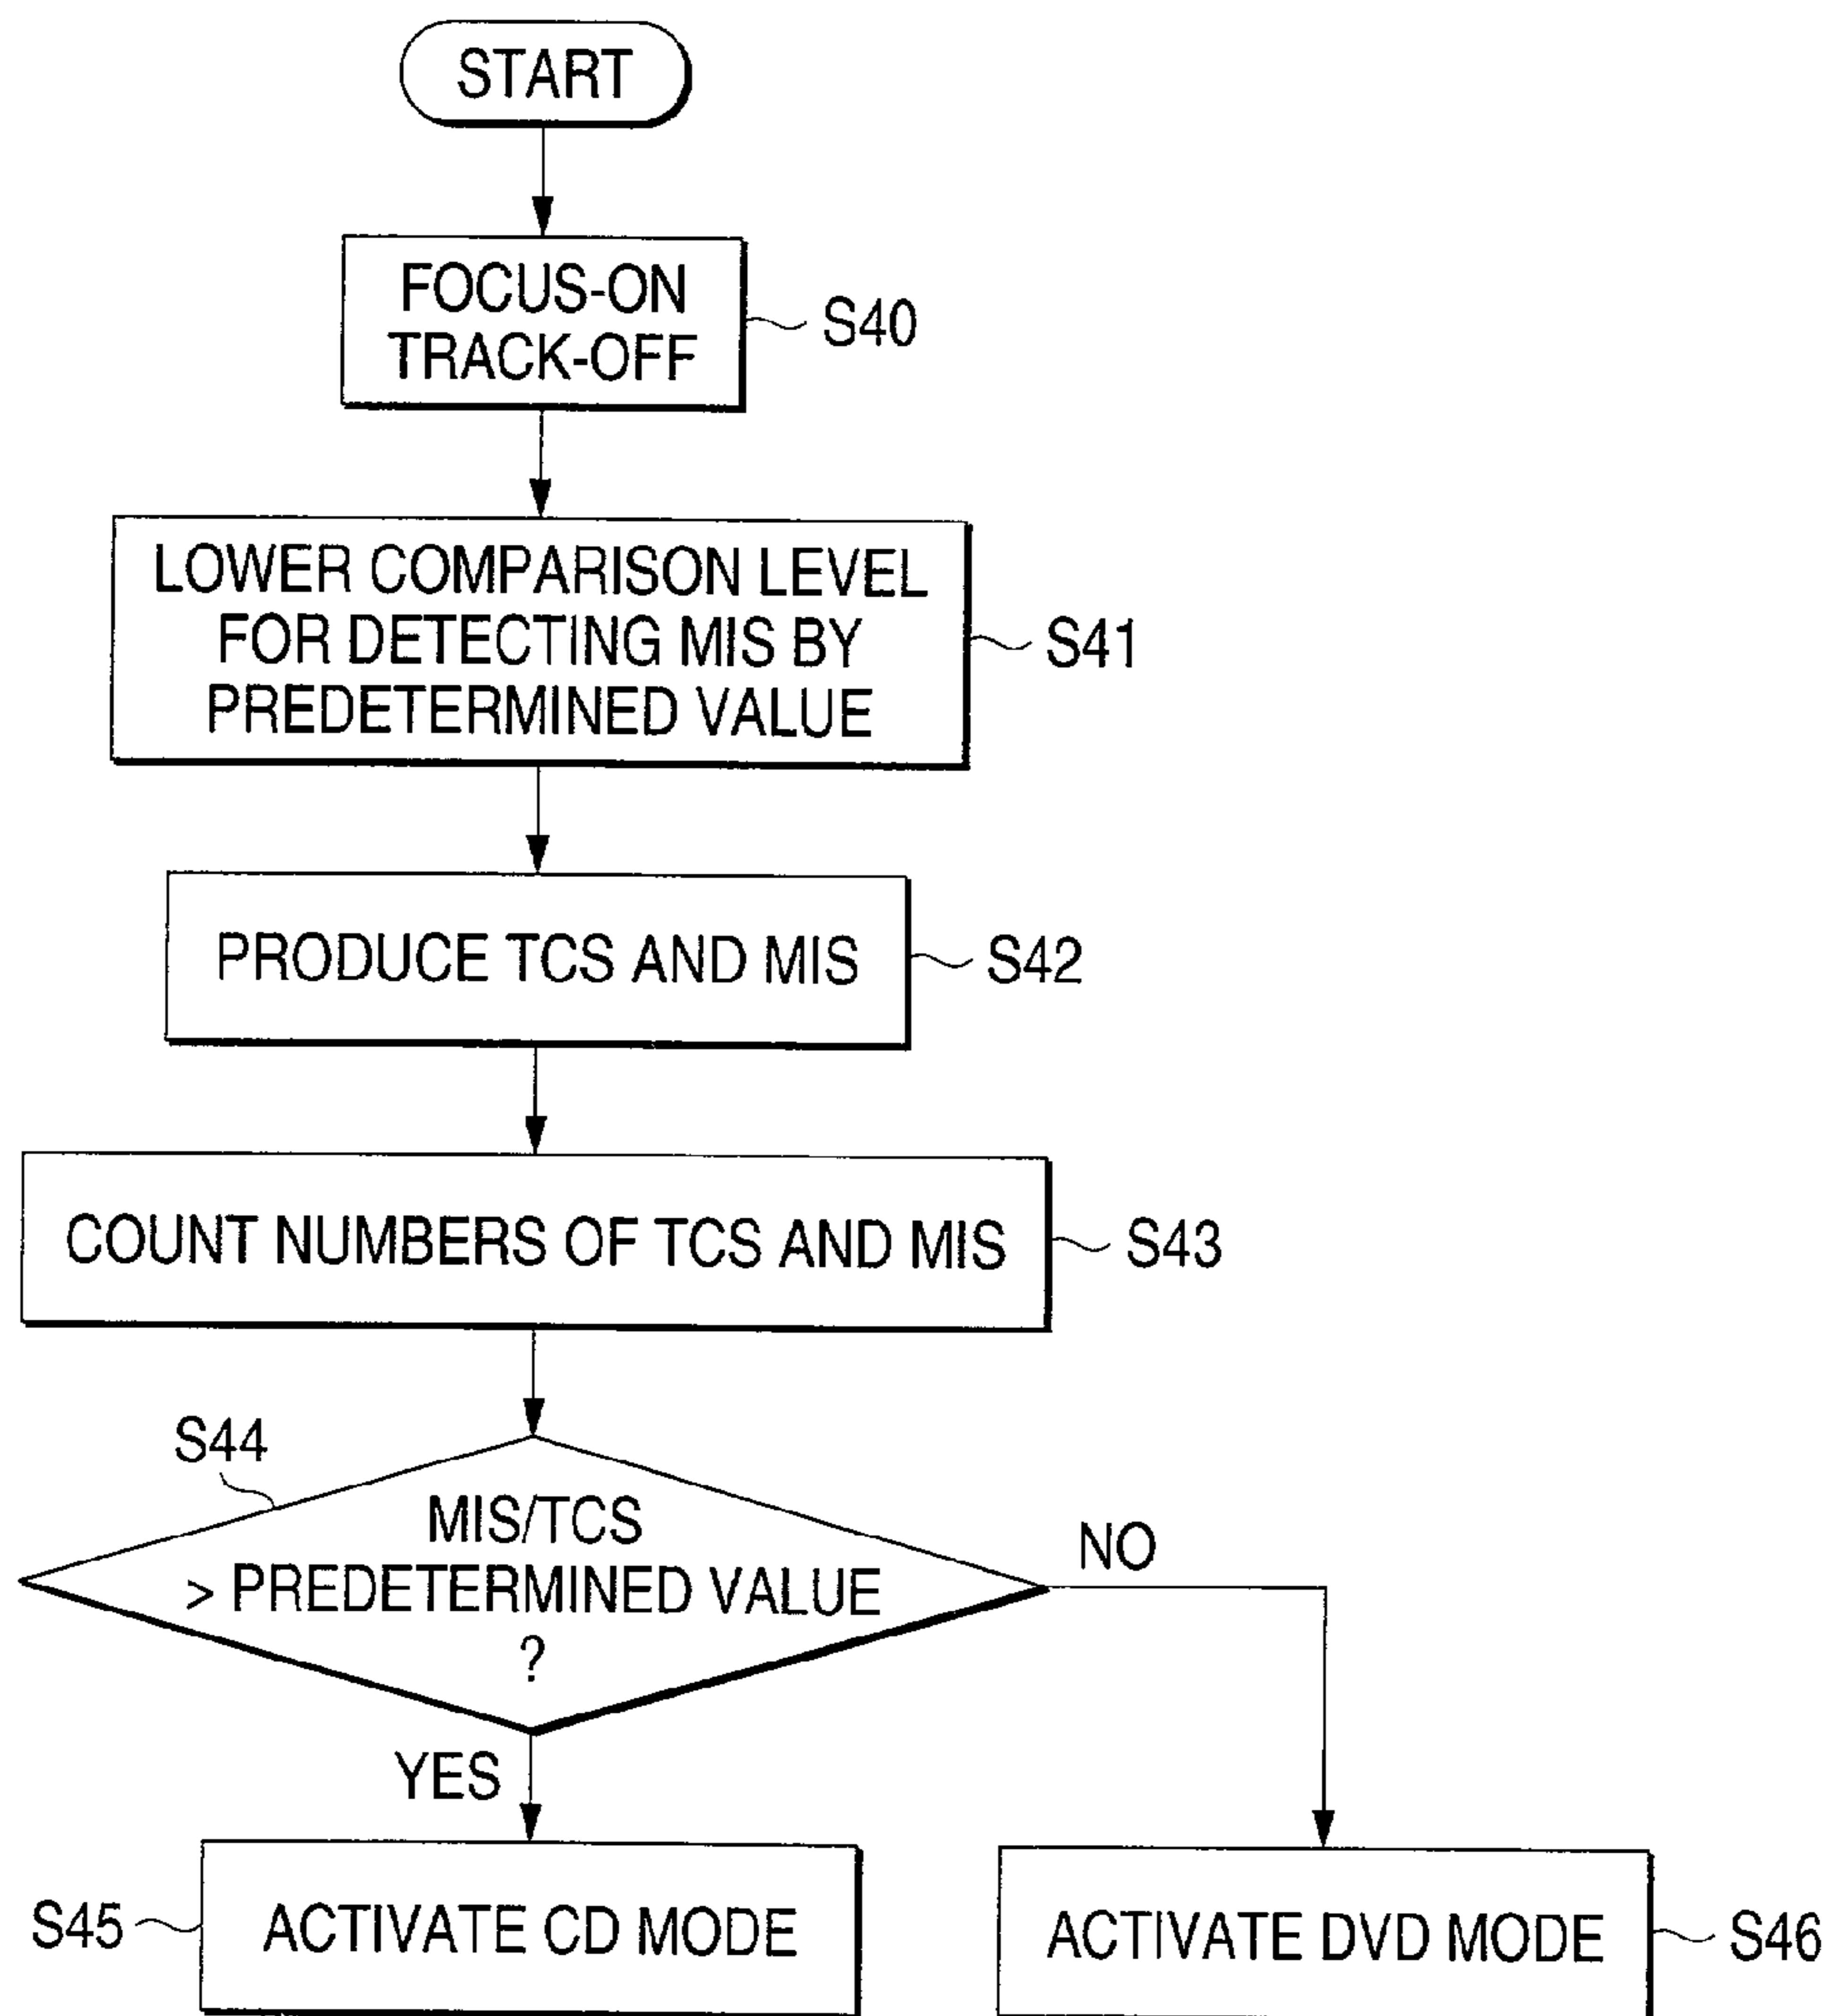 START
FOCUS-ON
TRACK-OFF
S40
LOWER COMPARISON LEVEL
FOR DETECTING MIS BY
PREDETERMINED VALUE
S41
PRODUCE TCS AND MIS
S42
COUNT NUMBERS OF TCS AND MIS
S43
S44
MIS/TCS
> PREDETERMINED VALUE
?
NO
YES
S45
ACTIVATE CD MODE
ACTIVATE DVD MODE
S46